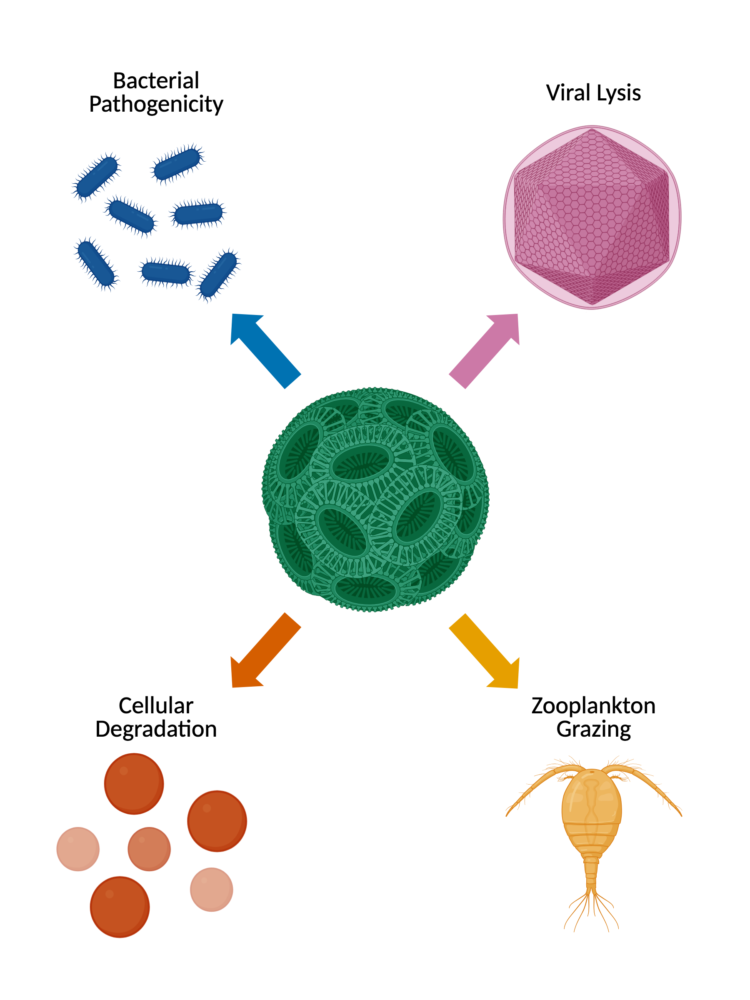 Bacterial
Pathogenicity
Viral Lysis
Cellular
Degradation
Zooplankton
Grazing